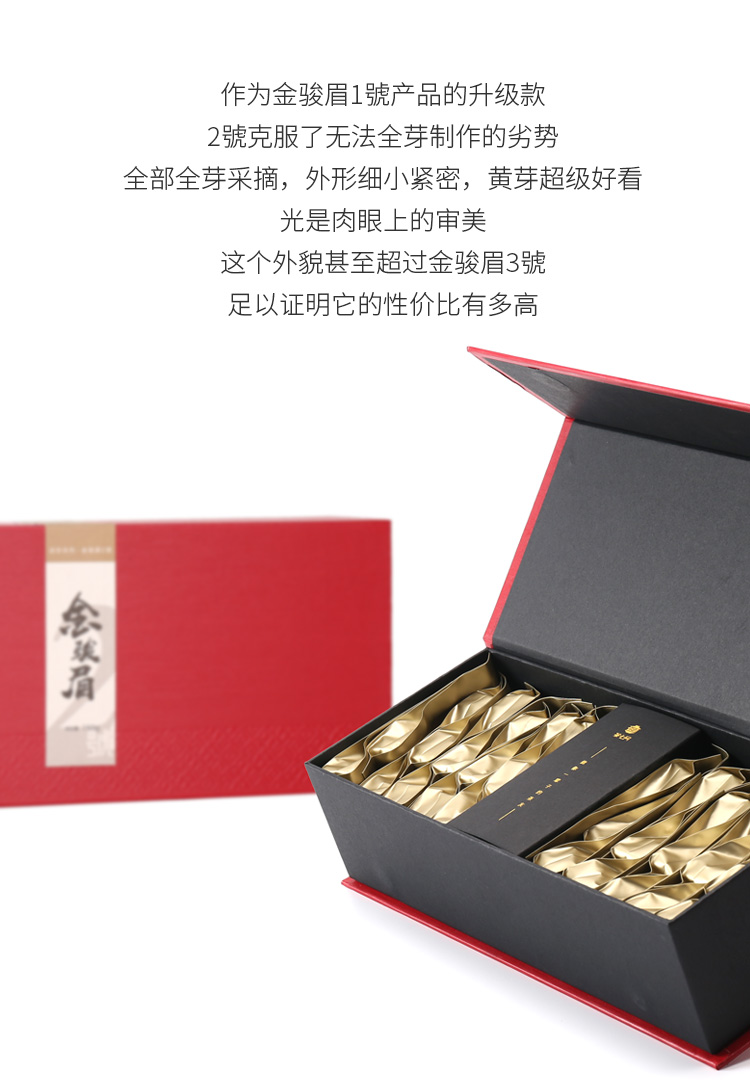 作为金骏眉1號产品的升级款
2號克服了无法全芽制作的劣势
全部全芽采摘，外形细小紧密，黄芽超级好看
光是肉眼上的审美
这个外貌甚至超过金骏眉3號
足以证明它的性价比有多高
金骏眉